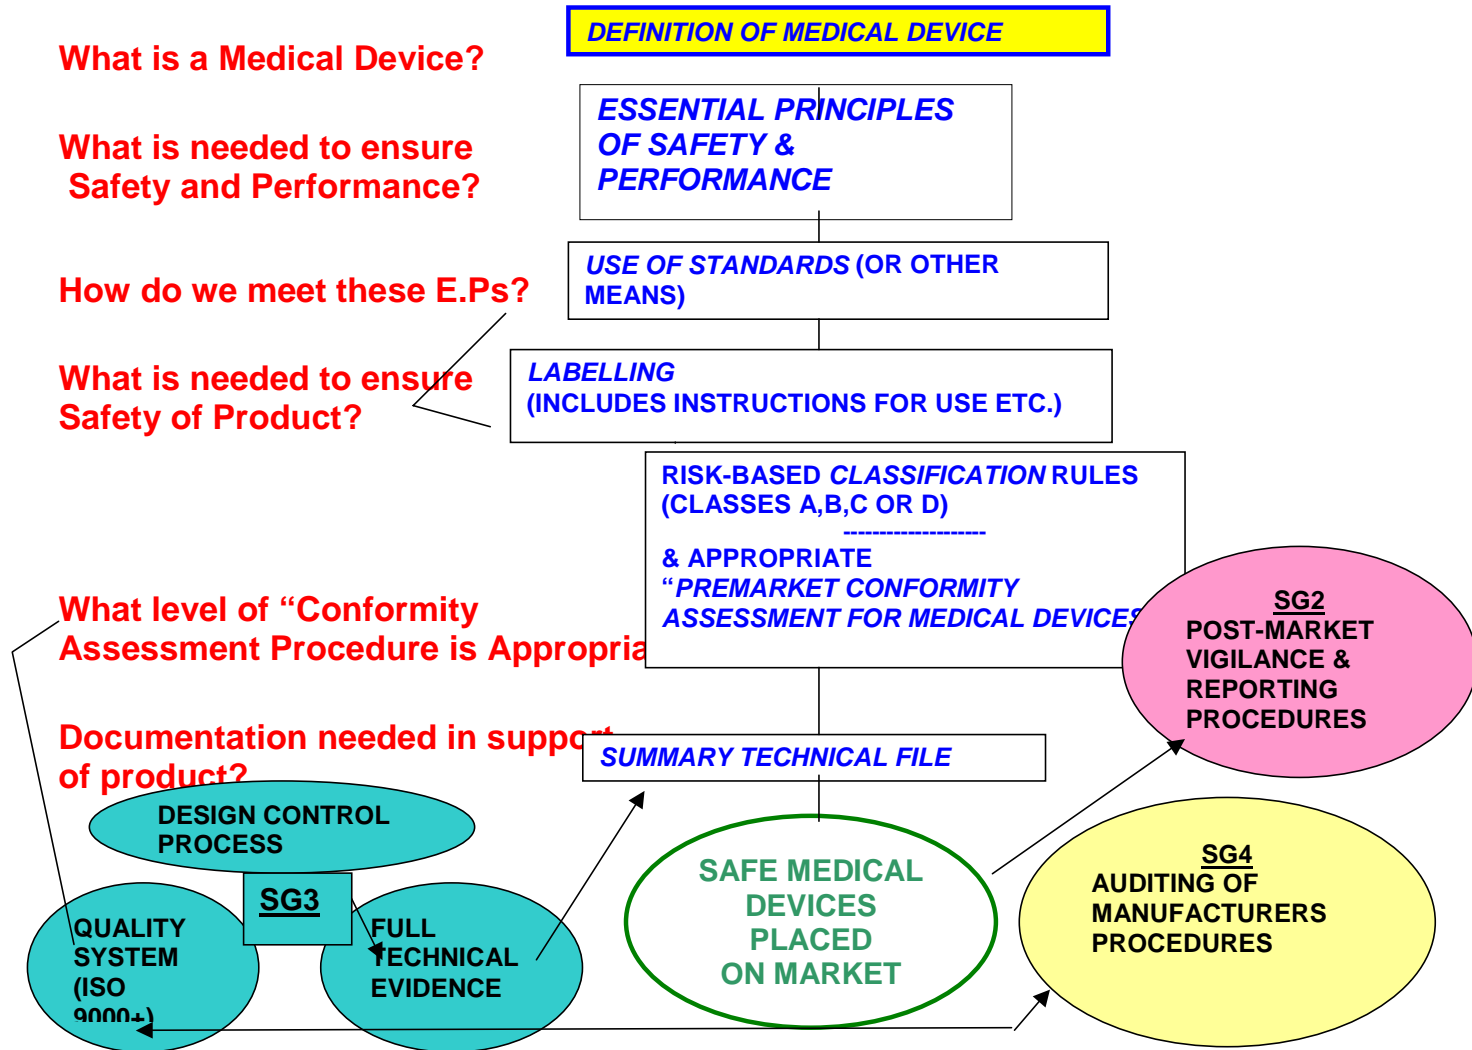 What is a Medical Device?
DEFINITION OF MEDICAL DEVICE
What is needed to ensure
Safety and Performance?
ESSENTIAL PRINCIPLES
OF SAFETY &
PERFORMANCE
How do we meet these E.Ps?
USE OF STANDARDS (OR OTHER
MEANS)
What is needed to ensure
Safety of Product?
LABELLING
(INCLUDES INSTRUCTIONS FOR USE ETC.)
RISK-BASED CLASSIFICATION RULES
(CLASSES A,B,C OR D)
--------------------
& APPROPRIATE
“PREMARKET CONFORMITY
ASSESSMENT FOR MEDICAL DEVICES
What level of “Conformity
Assessment Procedure is Appropria
SG2
POST-MARKET
VIGILANCE &
REPORTING
PROCEDURES
Documentation needed in support
of product?
SUMMARY TECHNICAL FILE
DESIGN CONTROL
PROCESS
SG3
QUALITY
SYSTEM
(ISO
9000+)
FULL
TECHNICAL
EVIDENCE
SAFE MEDICAL
DEVICES
PLACED
ON MARKET
SG4
AUDITING OF
MANUFACTURERS
PROCEDURES